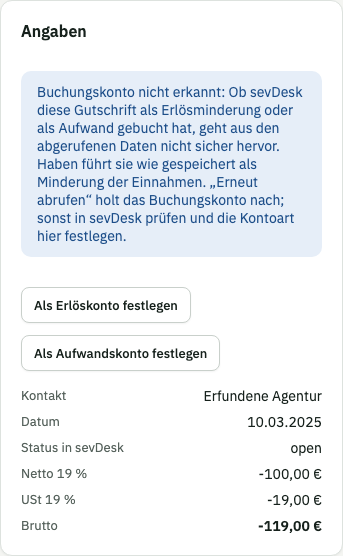 Angaben
Buchungskonto nicht erkannt: Ob sevDesk
diese Gutschrift als Erlösminderung oder
als Aufwand gebucht hat, geht aus den
abgerufenen Daten nicht sicher hervor.
Haben führt sie wie gespeichert als
Minderung der Einnahmen. „Erneut
abrufen“ holt das Buchungskonto nach;
sonst in sevDesk prüfen und die Kontoart
hier festlegen.
Als Erlöskonto festlegen
Als Aufwandskonto festlegen
Kontakt Erfundene Agentur
Datum 10.03.2025
Status in sevDesk open
Netto 19 % -100,00 €
USt 19 % -19,00 €
Brutto -119,00 €